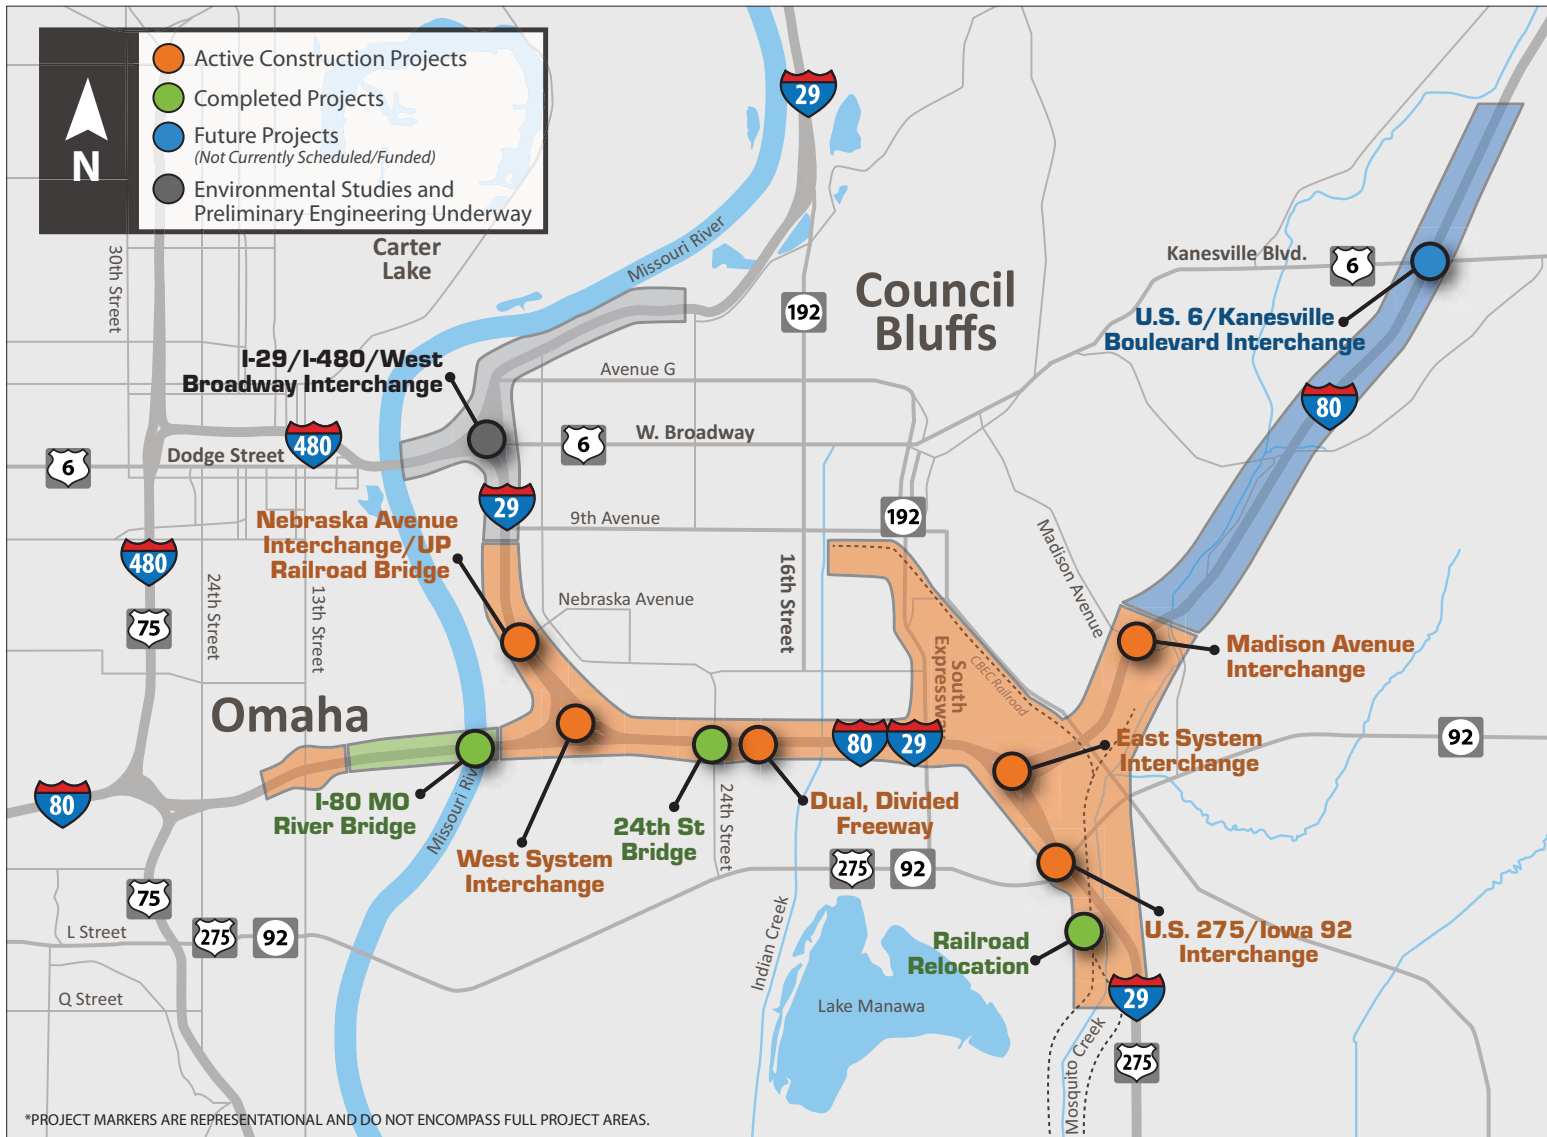 Active Construction Projects
Completed Projects
Future Projects
(Not Currently Scheduled/Funded)
Environmental Studies and
Preliminary Engineering Underway
N
29
Carter
Lake
30th Street
Missouri River
192
Council
Bluffs
Kanesville Blvd.
6
U.S. 6/Kanesville
Boulevard Interchange
80
I-29/I-480/West
Broadway Interchange
Avenue G
480
6
W. Broadway
6
Dodge Street
29
9th Avenue
192
Nebraska Avenue
Interchange/UP
Railroad Bridge
480
75
24th Street
13th Street
Nebraska Avenue
16th Street
Madison Avenue
South
Expressway
CBEC Railroad
Madison Avenue
Interchange
Omaha
80
29
East System
Interchange
92
80
I-80 MO
River Bridge
Missouri River
West System
Interchange
24th St
Bridge
24th Street
Dual, Divided
Freeway
275
92
75
L Street
275
92
Q Street
Indian Creek
Lake Manawa
Railroad
Relocation
U.S. 275/Iowa 92
Interchange
29
275
Mosquito Creek
*PROJECT MARKERS ARE REPRESENTATIONAL AND DO NOT ENCOMPASS FULL PROJECT AREAS.